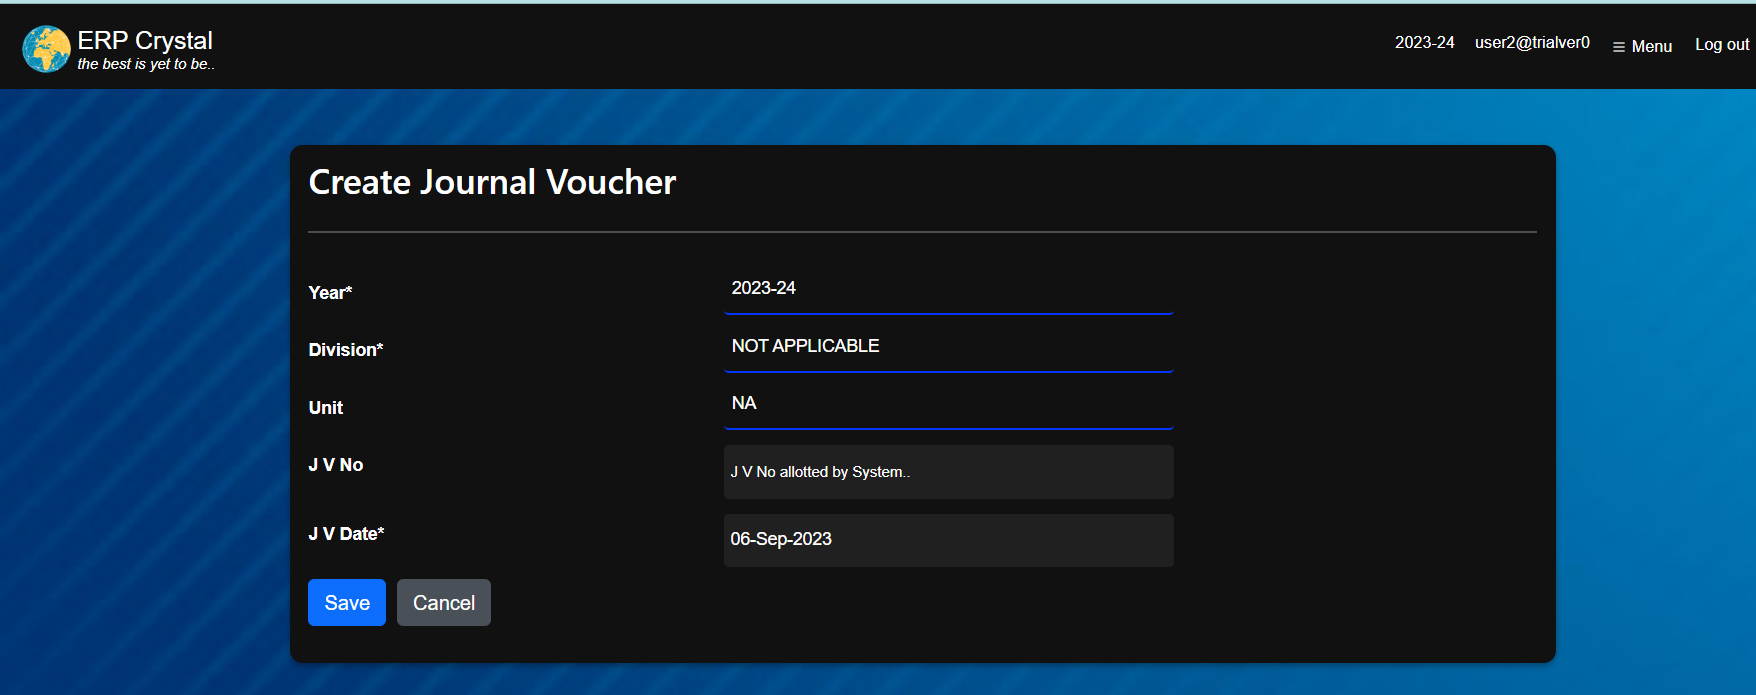 ERP Crystal
the best is yet to be..
2023-24 user2@trialver0 Menu Log out
Create Journal Voucher
Year* 2023-24
Division* NOT APPLICABLE
Unit NA
J V No J V No allotted by System..
J V Date* 06-Sep-2023
Save Cancel